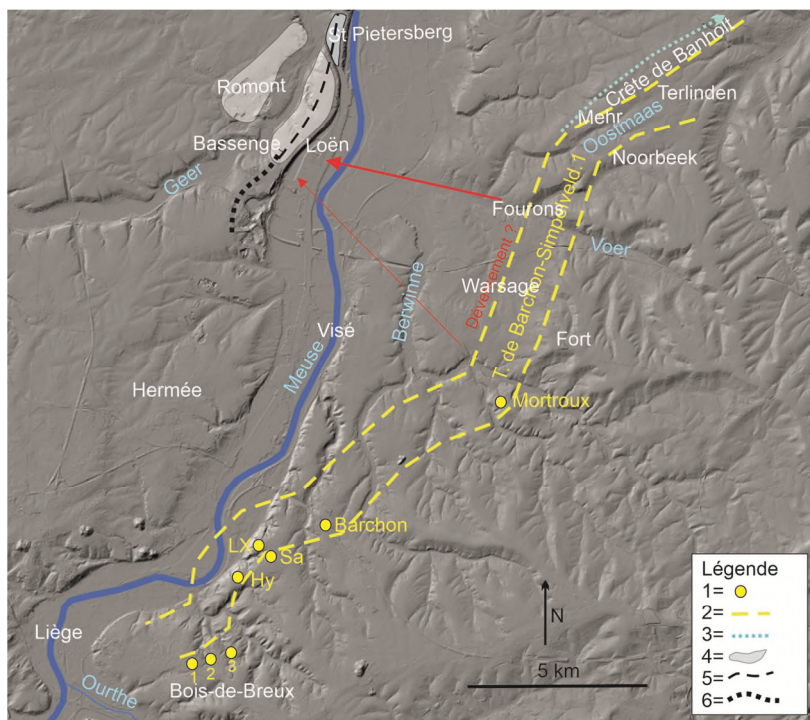 St Pietersberg
Romont
Crête de Banholt
Terlinden
Mehr
Oostmaas
Bassenge
Loën
Noorbeek
Geer
Fourons
Voer
Déversement ?
T. de Barchon-Simpelveld. 1
Berwinne
Warsage
Visé
Fort
Meuse
Hermée
Mortroux
Barchon
LX
Sa
Hy
Liège
1 2 3
Bois-de-Breux
Ourthe
N
5 km
Légende
1=
2=
3=
4=
5=
6=